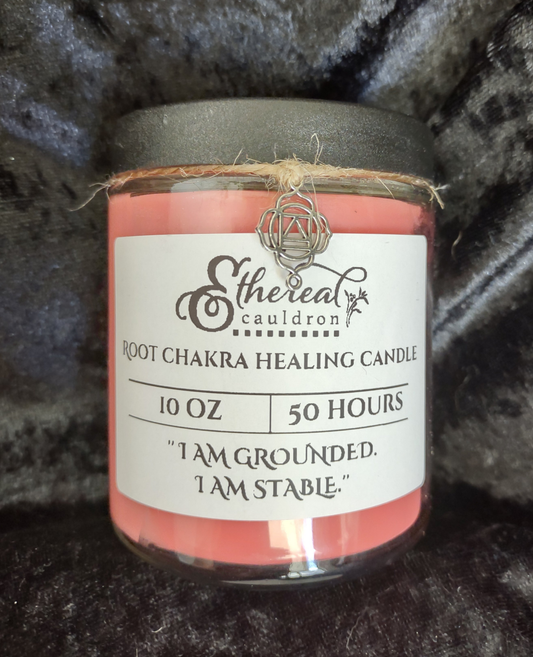 Ethereal
cauldron
ROOT CHAKRA HEALING CANDLE
10 OZ 50 HOURS
"I AM GROUNDED.
I AM STABLE."